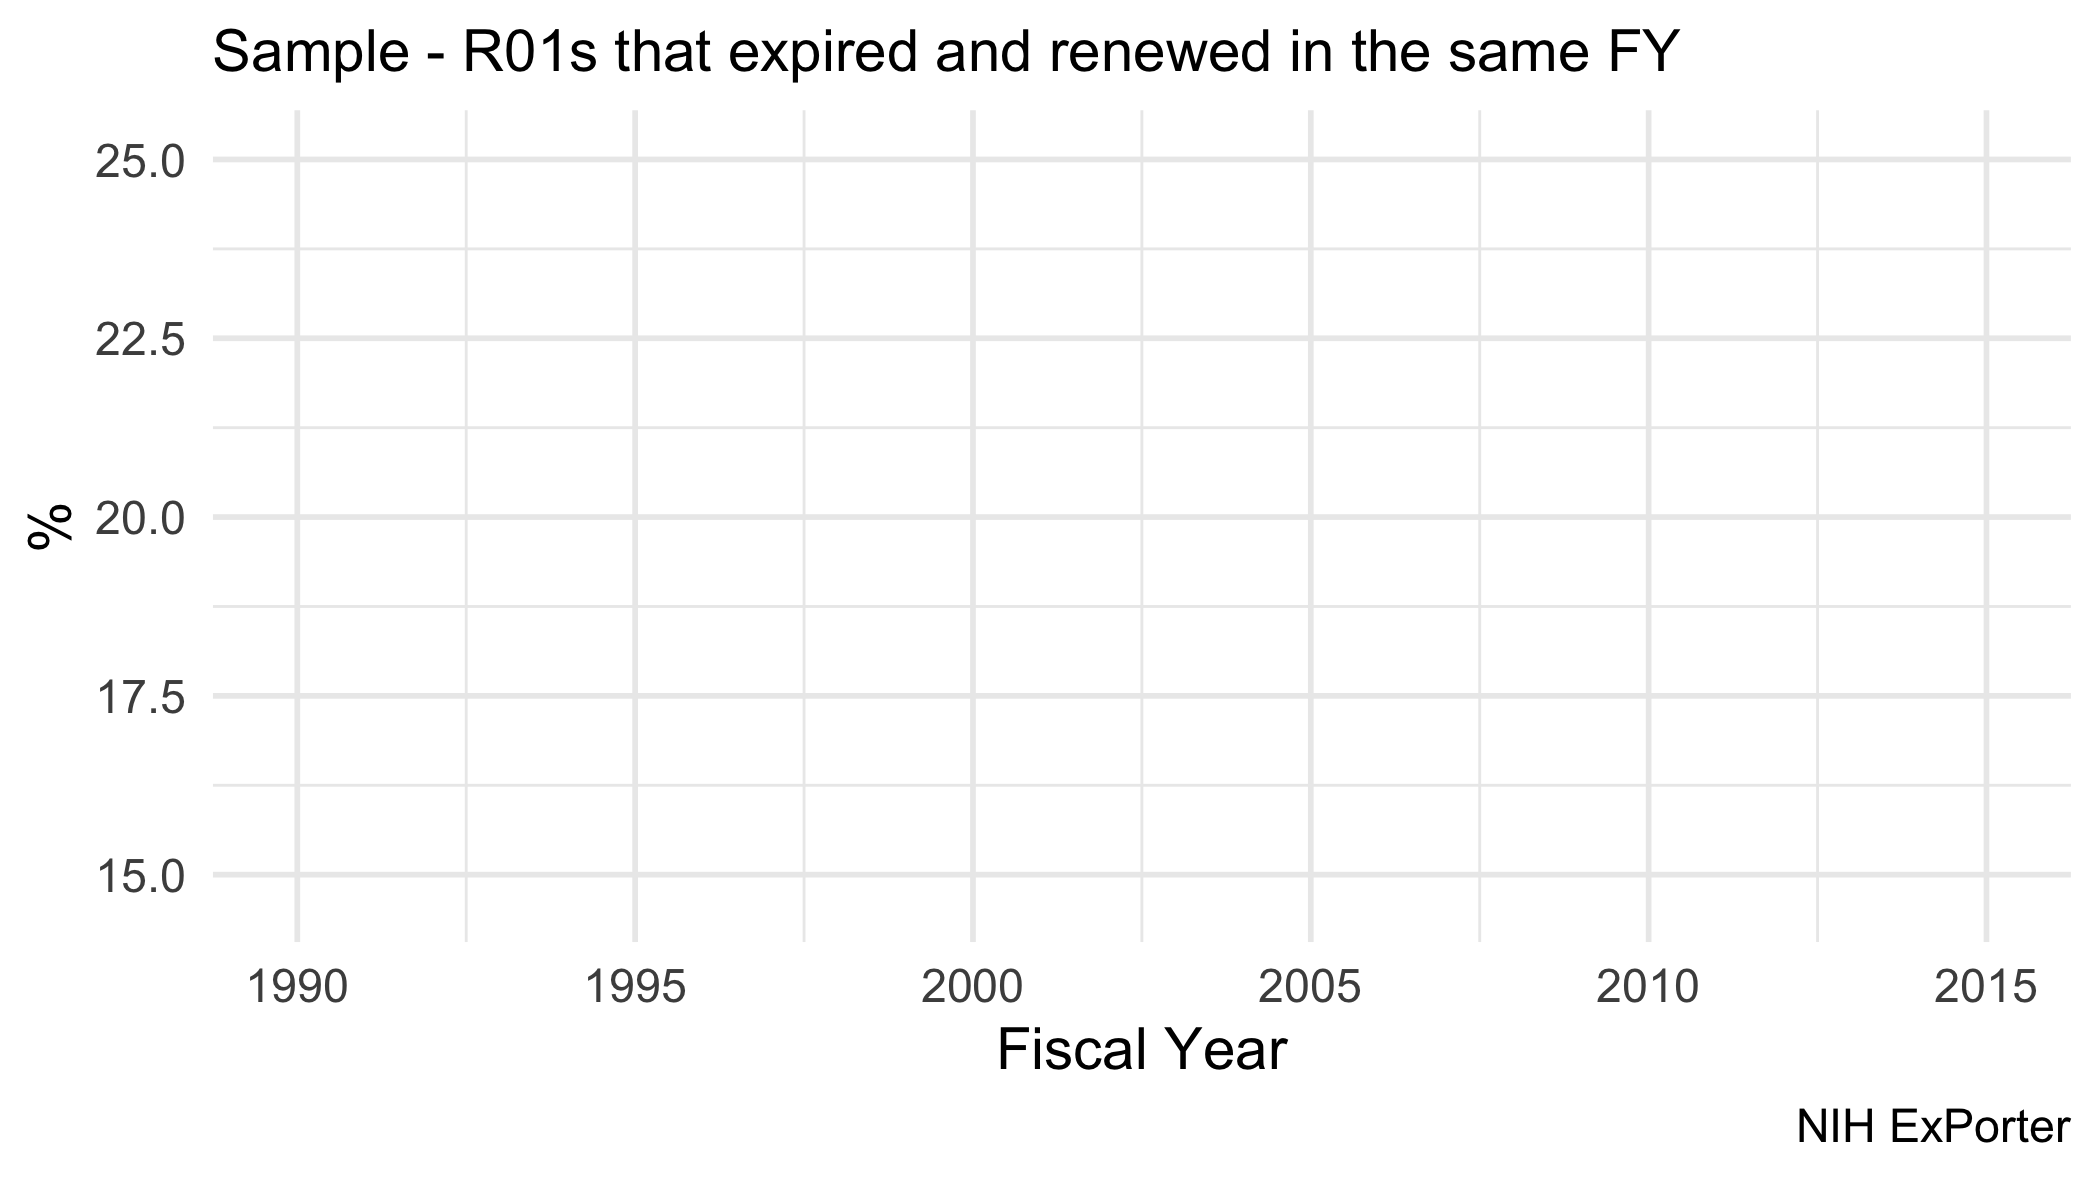 Sample - R01s that expired and renewed in the same FY
25.0
22.5
20.0
17.5
15.0
%
1990 1995 2000 2005 2010 2015
Fiscal Year
NIH ExPorter